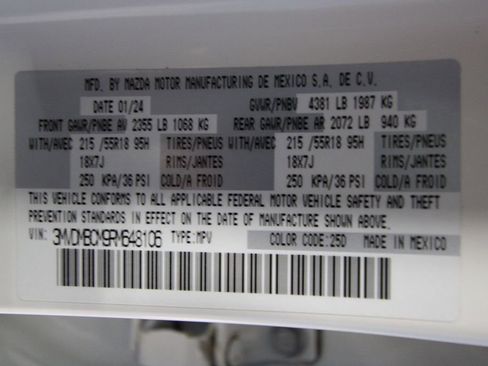 MFD. BY MAZDA MOTOR MANUFACTURING DE MEXICO S.A. DE C.V.
DATE 01/24 GVWR/PNBV 4381 LB 1987 KG
FRONT GAWR/PNBE AV 2355 LB 1068 KG REAR GAWR/PNBE AR 2072 LB 940 KG
WITH/AVEC 215 /55R18 95H TIRES/PNEUS WITH/AVEC 215 /55R18 95H TIRES/PNEUS
18X7J RIMS/JANTES 18X7J RIMS/JANTES
250 KPA/36 PSI COLD/A FROID 250 KPA/36 PSI COLD/A FROID
THIS VEHICLE CONFORMS TO ALL APPLICABLE FEDERAL MOTOR VEHICLE SAFETY AND THEFT
PREVENTION STANDARDS IN EFFECT ON THE DATE OF MANUFACTURE SHOWN ABOVE.
VIN: 3MVDMBCM9RM648106 TYPE:MPV COLOR CODE:25D MADE IN MEXICO